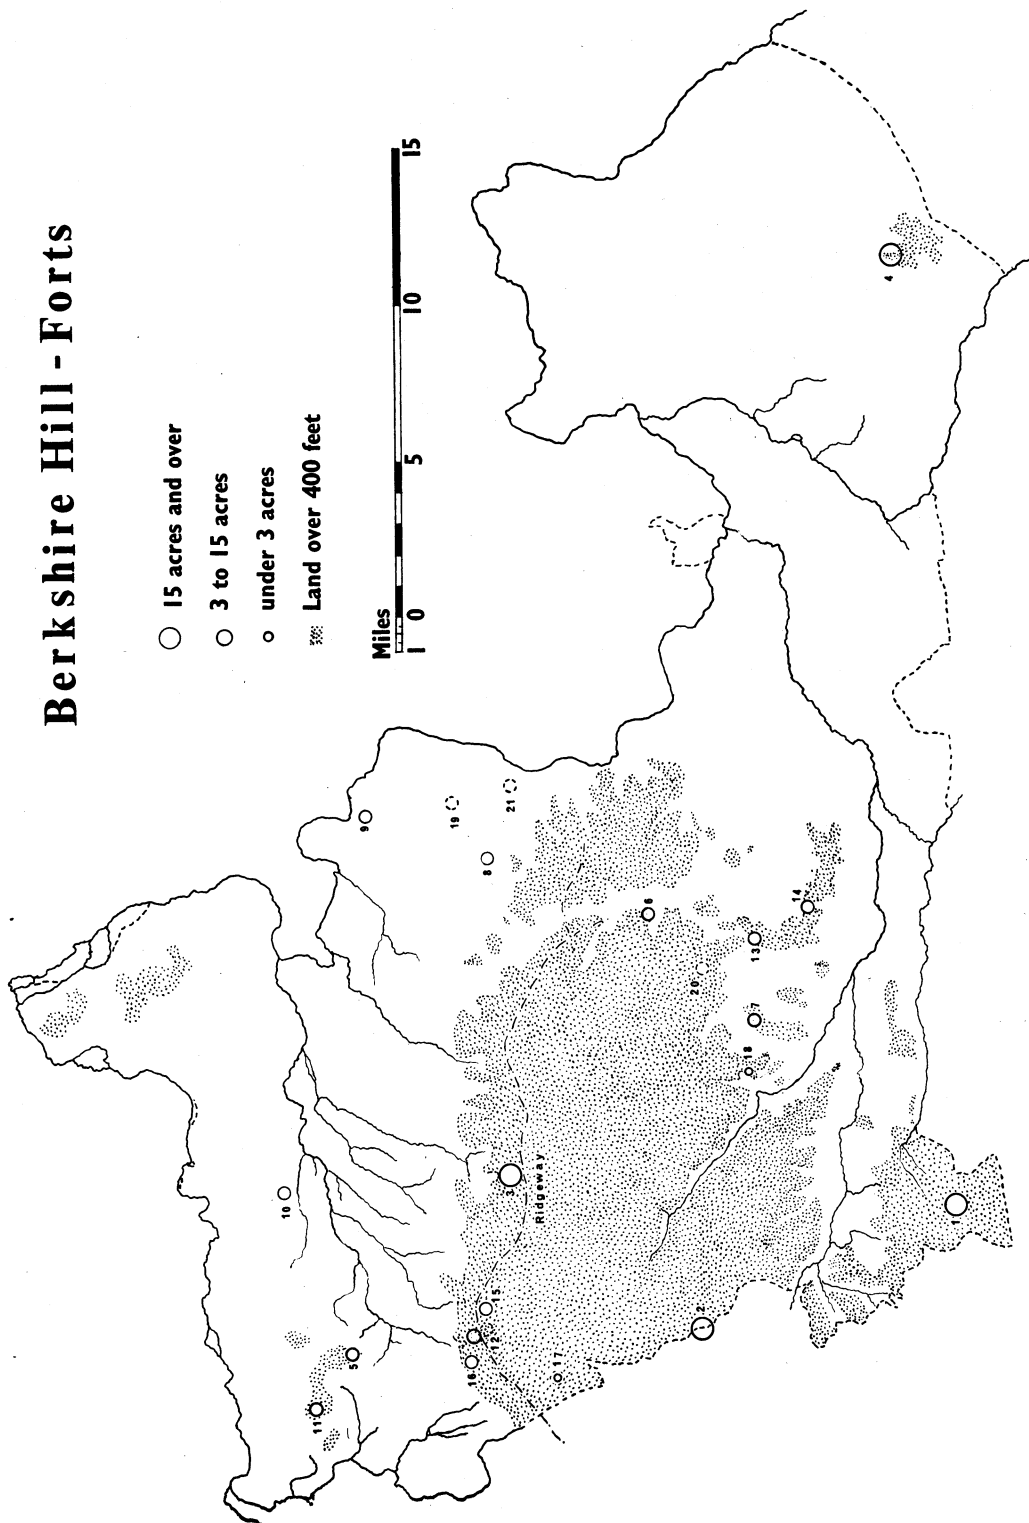 Berkshire Hill-Forts
15 acres and over
3 to 15 acres
under 3 acres
Land over 400 feet
Miles
1 0 5 10 15
Ridgeway
1
2
3
4
5
6
7
8
9
10
11
12
13
14
15
16
17
18
19
20
21